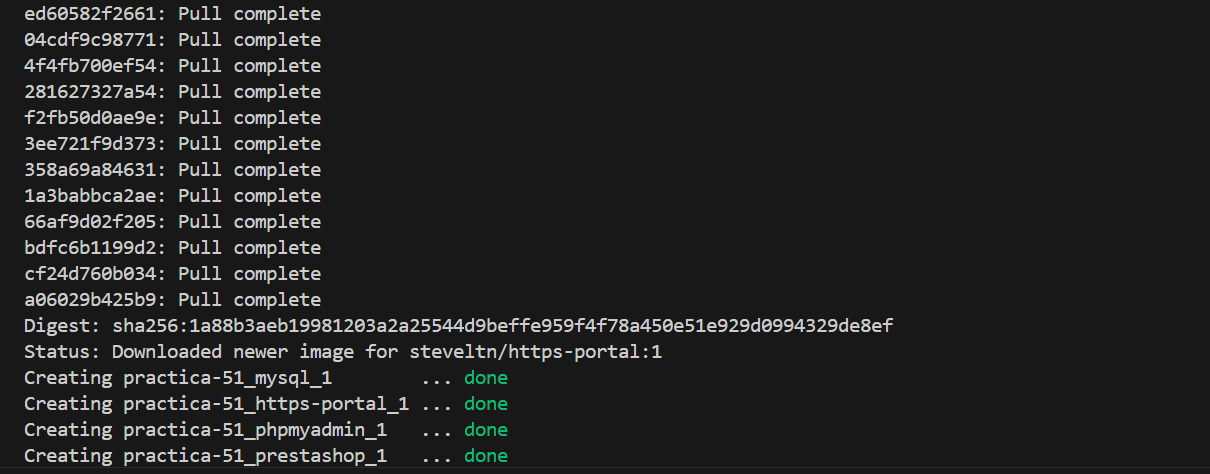 ed60582f2661: Pull complete
04cdf9c98771: Pull complete
4f4fb700ef54: Pull complete
281627327a54: Pull complete
f2fb50d0ae9e: Pull complete
3ee721f9d373: Pull complete
358a69a84631: Pull complete
1a3babbca2ae: Pull complete
66af9d02f205: Pull complete
bdfc6b1199d2: Pull complete
cf24d760b034: Pull complete
a06029b425b9: Pull complete
Digest: sha256:1a88b3aeb19981203a2a25544d9beffe959f4f78a450e51e929d0994329de8ef
Status: Downloaded newer image for steveltn/https-portal:1
Creating practica-51_mysql_1        ... done
Creating practica-51_https-portal_1 ... done
Creating practica-51_phpmyadmin_1   ... done
Creating practica-51_prestashop_1   ... done